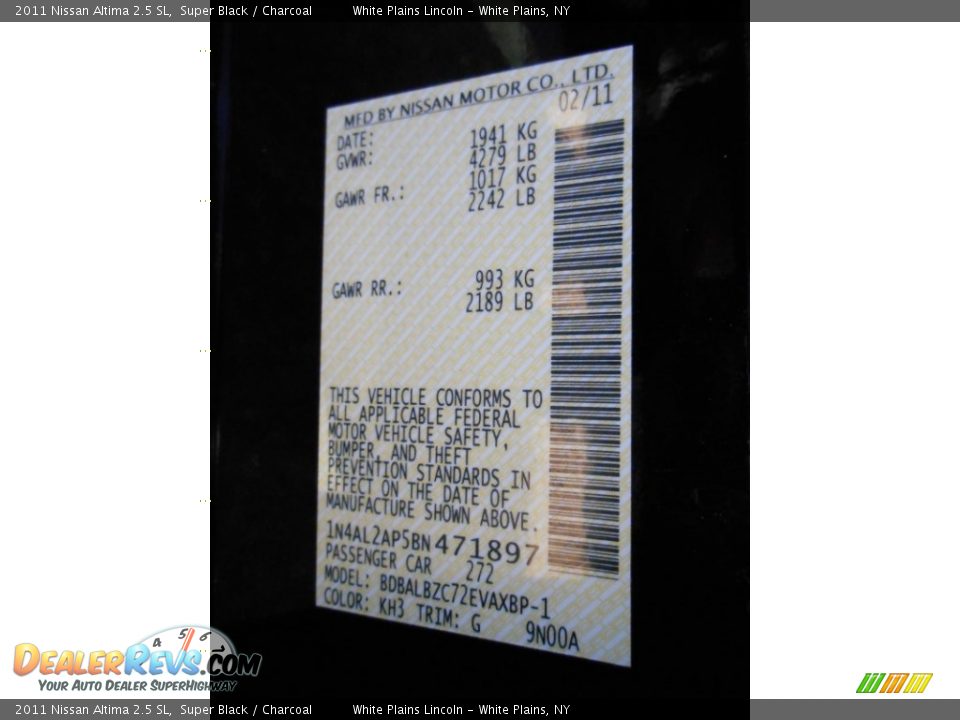 2011 Nissan Altima 2.5 SL, Super Black / Charcoal White Plains Lincoln - White Plains, NY
MFD BY NISSAN MOTOR CO., LTD.
DATE: 02/11
GVWR: 1941 KG
4279 LB
GAWR FR.: 1017 KG
2242 LB
GAWR RR.: 993 KG
2189 LB
THIS VEHICLE CONFORMS TO
ALL APPLICABLE FEDERAL
MOTOR VEHICLE SAFETY,
BUMPER, AND THEFT
PREVENTION STANDARDS IN
EFFECT ON THE DATE OF
MANUFACTURE SHOWN ABOVE.
1N4AL2AP5BN471897
PASSENGER CAR 272
MODEL: BDBALBZC72EVAXBP-1
COLOR: KH3 TRIM: G 9N00A
4 5 6
DEALERREVS.COM
YOUR AUTO DEALER SUPERHIGHWAY
2011 Nissan Altima 2.5 SL, Super Black / Charcoal White Plains Lincoln - White Plains, NY